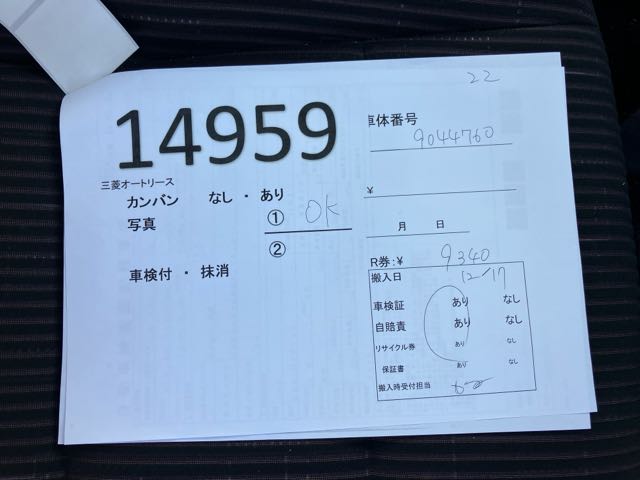 22
14959
車体番号
9044760
三菱オートリース
カンバン なし ・ あり
¥
写真 ① OK
②
月 日
車検付 ・ 抹消
R券:¥ 9340
搬入日 12/17
車検証 あり なし
自賠責 あり なし
リサイクル券 あり なし
保証書 あり なし
搬入時受付担当